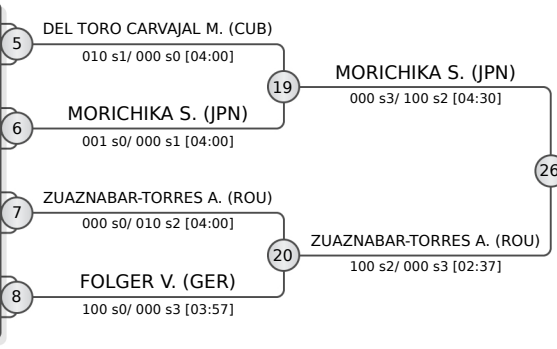 5
DEL TORO CARVAJAL M. (CUB)
010 s1/ 000 s0 [04:00]
19
MORICHIKA S. (JPN)
000 s3/ 100 s2 [04:30]
6
MORICHIKA S. (JPN)
001 s0/ 000 s1 [04:00]
26
7
ZUAZNABAR-TORRES A. (ROU)
000 s0/ 010 s2 [04:00]
20
ZUAZNABAR-TORRES A. (ROU)
100 s2/ 000 s3 [02:37]
8
FOLGER V. (GER)
100 s0/ 000 s3 [03:57]